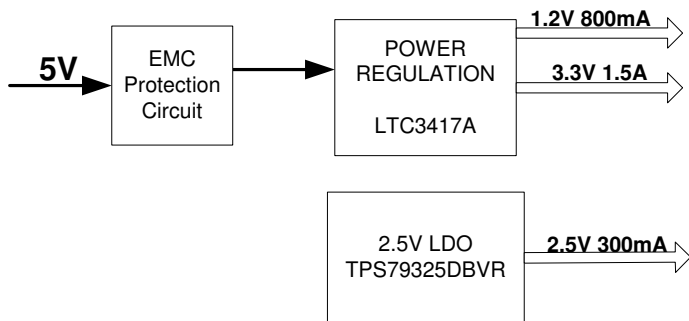 5V
EMC
Protection
Circuit
POWER
REGULATION
LTC3417A
1.2V 800mA
3.3V 1.5A
2.5V LDO
TPS79325DBVR
2.5V 300mA